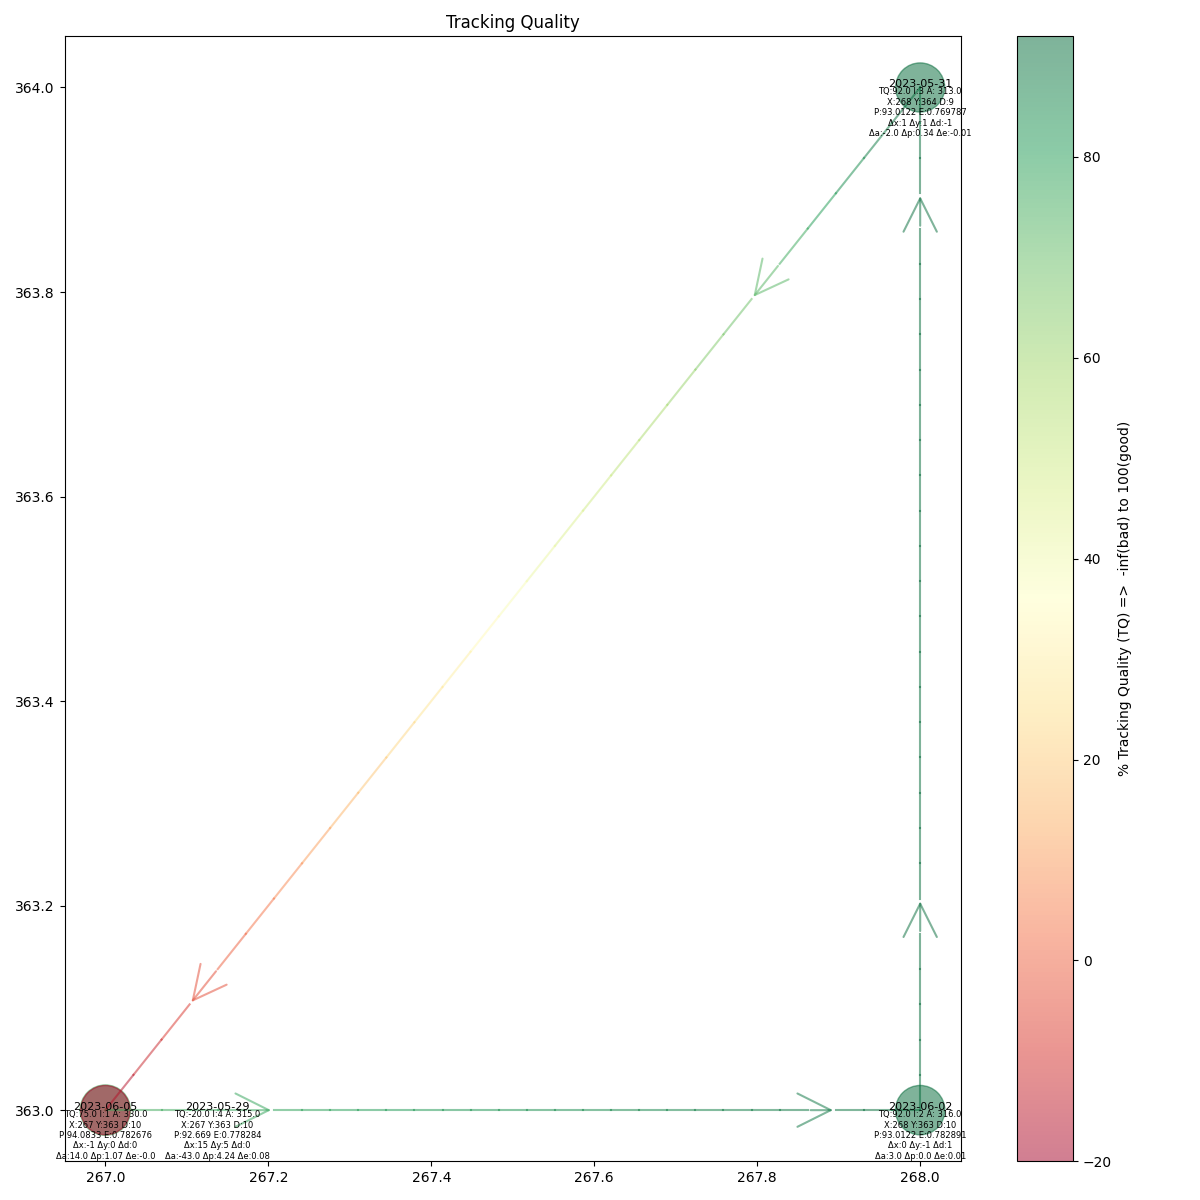 Tracking Quality
364.0
363.8
363.6
363.4
363.2
363.0
267.0
267.2
267.4
267.6
267.8
268.0
2023-05-31
TQ:92.0 I:3 A: 313.0
X:268 Y:364 D:9
P:93.0122 E:0.769787
Δx:1 Δy:1 Δd:-1
Δa:-2.0 Δp:0.34 Δe:-0.01
2023-06-05
TQ:75.0 I:1 A: 330.0
X:267 Y:363 D:10
P:94.0833 E:0.782676
Δx:-1 Δy:0 Δd:0
Δa:14.0 Δp:1.07 Δe:-0.0
2023-05-29
TQ:-20.0 I:4 A: 315.0
X:267 Y:363 D:10
P:92.669 E:0.778284
Δx:15 Δy:5 Δd:0
Δa:-43.0 Δp:4.24 Δe:0.08
2023-06-02
TQ:92.0 I:2 A: 316.0
X:268 Y:363 D:10
P:93.0122 E:0.782891
Δx:0 Δy:-1 Δd:1
Δa:3.0 Δp:0.0 Δe:0.01
80
60
40
20
0
−20
% Tracking Quality (TQ) => -inf(bad) to 100(good)